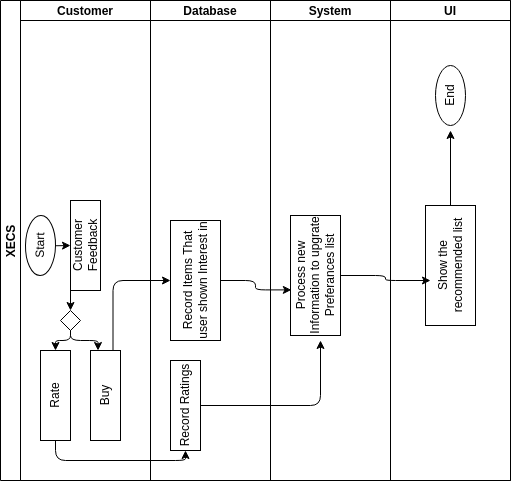 Customer
Database
System
UI
XECS
Start
Customer
Feedback
Rate
Buy
Record Items That
user shown Interest in
Record Ratings
Process new
Information to upgrate
Preferances list
Show the
recommended list
End